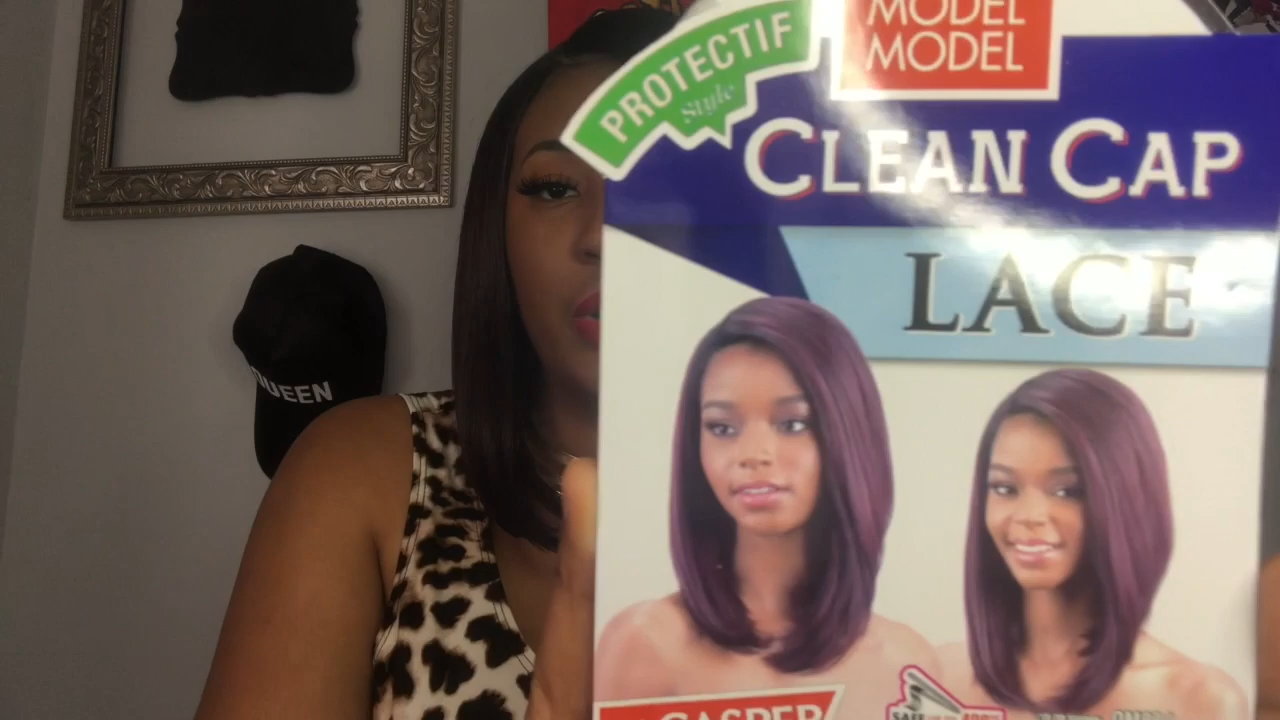 MODEL
MODEL
PROTECTIF
Style
CLEAN CAP
LACE
QUEEN
CASPER